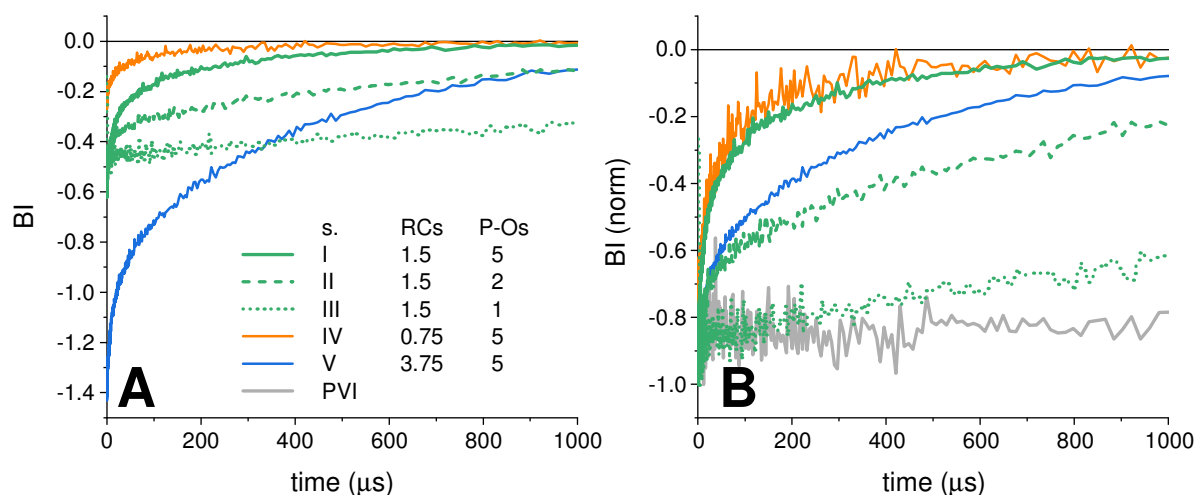 0.0
-0.2
-0.4
-0.6
-0.8
-1.0
-1.2
-1.4
BI
s. RCs P-Os
I 1.5 5
II 1.5 2
III 1.5 1
IV 0.75 5
V 3.75 5
PVI
A
0 200 400 600 800 1000
time (μs)
0.0
-0.2
-0.4
-0.6
-0.8
-1.0
BI (norm)
B
0 200 400 600 800 1000
time (μs)